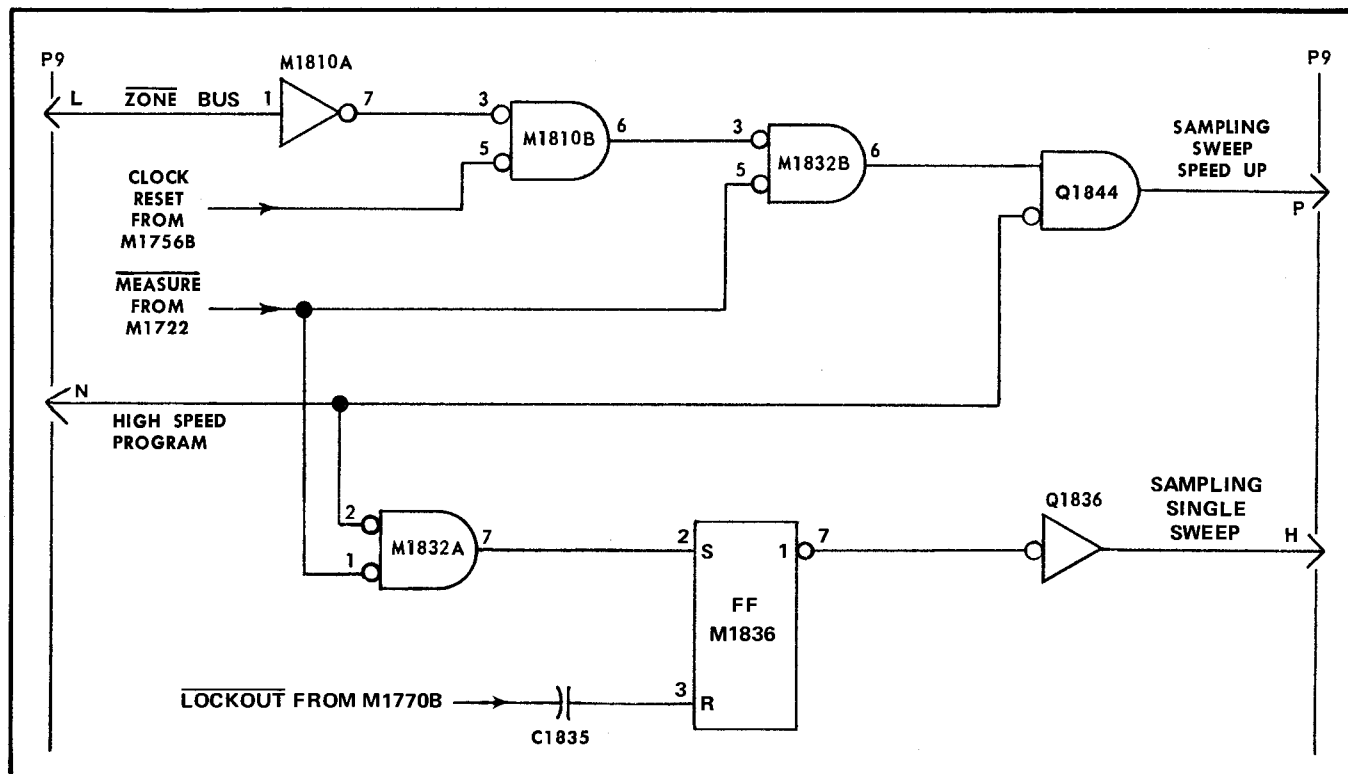 P9
M1810A
P9
L
ZONE BUS
1
7
3
M1810B
6
5
3
M1832B
6
5
SAMPLING
SWEEP
SPEED UP
Q1844
P
CLOCK
RESET
FROM
M1756B
MEASURE
FROM
M1722
N
HIGH SPEED
PROGRAM
2
M1832A
7
1
2
S
1
7
FF
M1836
3
R
Q1836
SAMPLING
SINGLE
SWEEP
H
LOCKOUT FROM M1770B
C1835